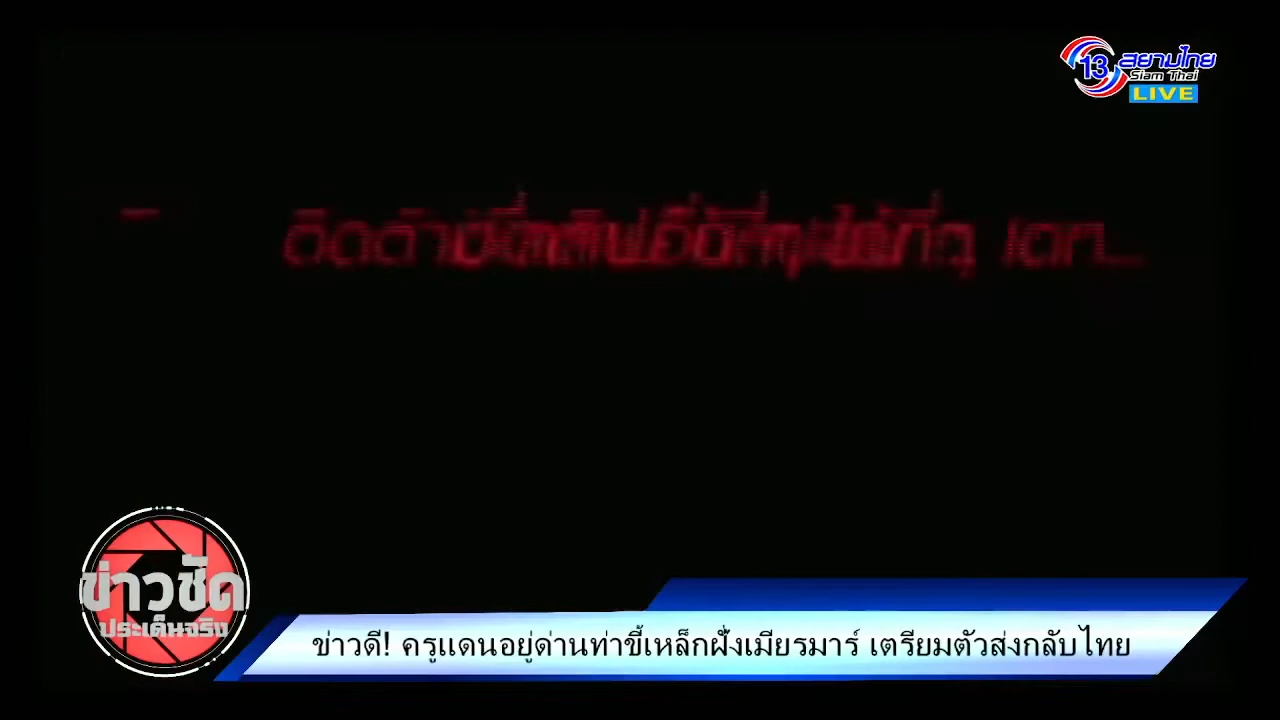 13 สยามไทย
Siam Thai
LIVE
ข่าวชัด
ประเด็นจริง
ข่าวดี! ครูแดนอยู่ด่านท่าขี้เหล็กฝั่งเมียรมาร์ เตรียมตัวส่งกลับไทย